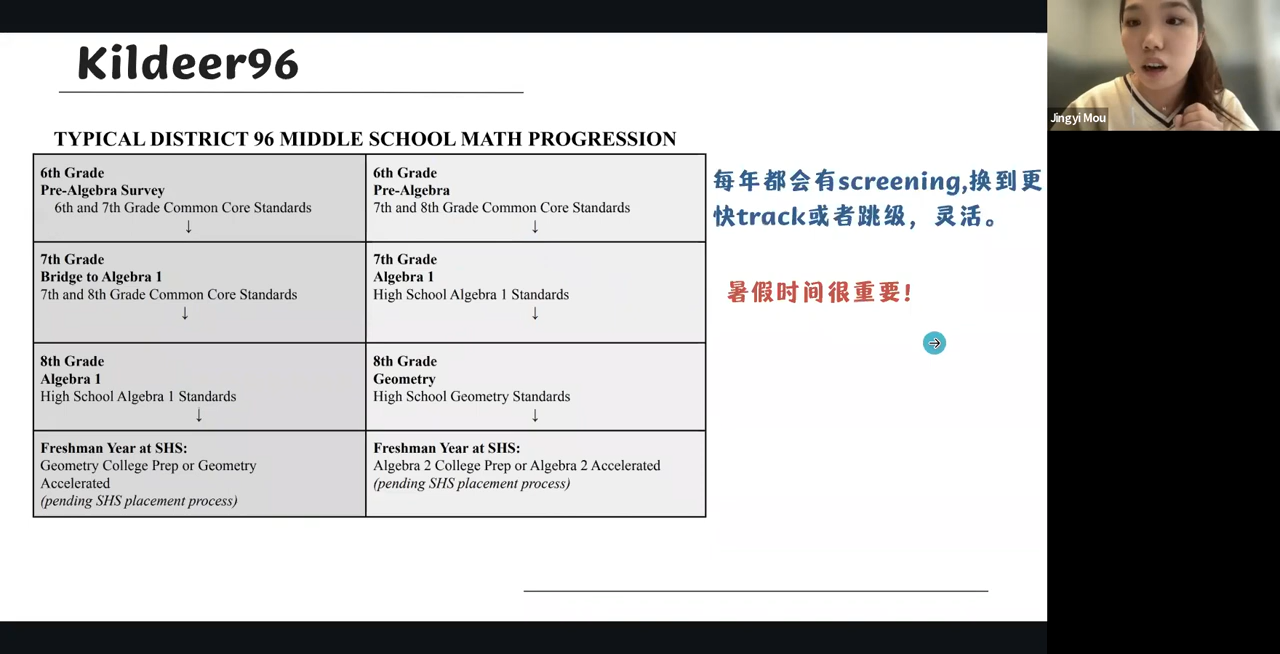 Kildeer96
TYPICAL DISTRICT 96 MIDDLE SCHOOL MATH PROGRESSION
6th Grade
Pre-Algebra Survey
6th and 7th Grade Common Core Standards
↓
6th Grade
Pre-Algebra
7th and 8th Grade Common Core Standards
↓
7th Grade
Bridge to Algebra 1
7th and 8th Grade Common Core Standards
↓
7th Grade
Algebra 1
High School Algebra 1 Standards
↓
8th Grade
Algebra 1
High School Algebra 1 Standards
↓
8th Grade
Geometry
High School Geometry Standards
↓
Freshman Year at SHS:
Geometry College Prep or Geometry
Accelerated
(pending SHS placement process)
Freshman Year at SHS:
Algebra 2 College Prep or Algebra 2 Accelerated
(pending SHS placement process)
每年都会有screening,换到更
快track或者跳级，灵活。
暑假时间很重要!
Jingyi Mou